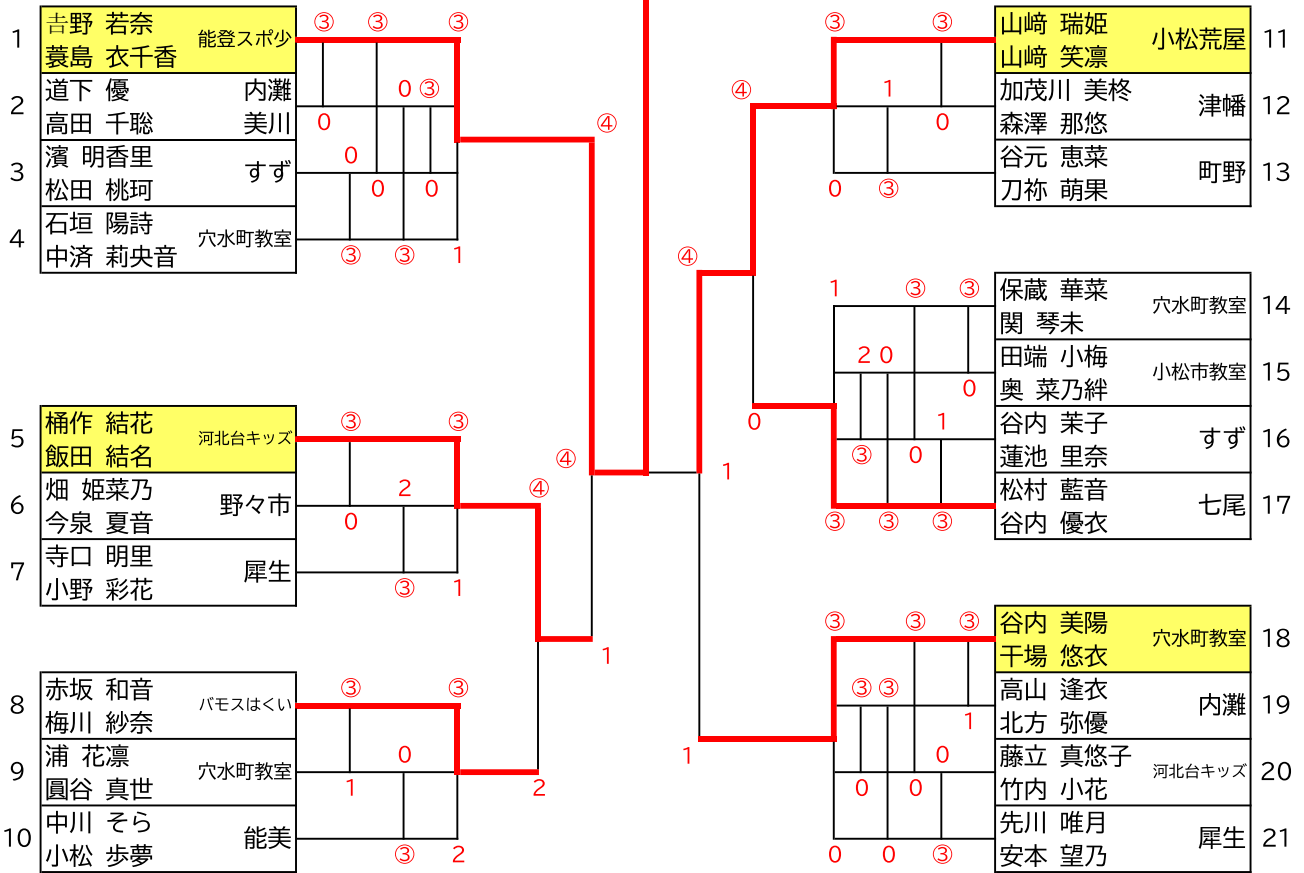 ③ ③ ③
1 𠮷野 若奈 能登スポ少
蓑島 衣千香
0 ③
2 道下 優 内灘
高田 千聡 美川
0
0
3 濱 明香里 すず
松田 桃珂
0 0
4 石垣 陽詩 穴水町教室
中済 莉央音
③ ③ 1
④
③ ③
5 桶作 結花 河北台キッズ
飯田 結名
2
6 畑 姫菜乃 野々市
今泉 夏音
0
7 寺口 明里 犀生
小野 彩花
③ 1
④
④
1
③ ③
8 赤坂 和音 バモスはくい
梅川 紗奈
0
9 浦 花凛 穴水町教室
圓谷 真世
1
2
10 中川 そら 能美
小松 歩夢
③ 2
③ ③
山﨑 瑞姫 小松荒屋 11
山﨑 笑凛
④
1
加茂川 美柊 津幡 12
森澤 那悠
0
谷元 恵菜 町野 13
刀祢 萌果
0 ③
④
1 ③ ③
保蔵 華菜 穴水町教室 14
関 琴未
2 0
田端 小梅 小松市教室 15
奥 菜乃絆
0
0
1
谷内 茉子 すず 16
蓮池 里奈
③ 0
1
松村 藍音 七尾 17
谷内 優衣
③ ③ ③
③ ③ ③
谷内 美陽 穴水町教室 18
干場 悠衣
③ ③
高山 逢衣 内灘 19
北方 弥優
1
1
0
藤立 真悠子 河北台キッズ 20
竹内 小花
0 0
先川 唯月 犀生 21
安本 望乃
0 0 ③